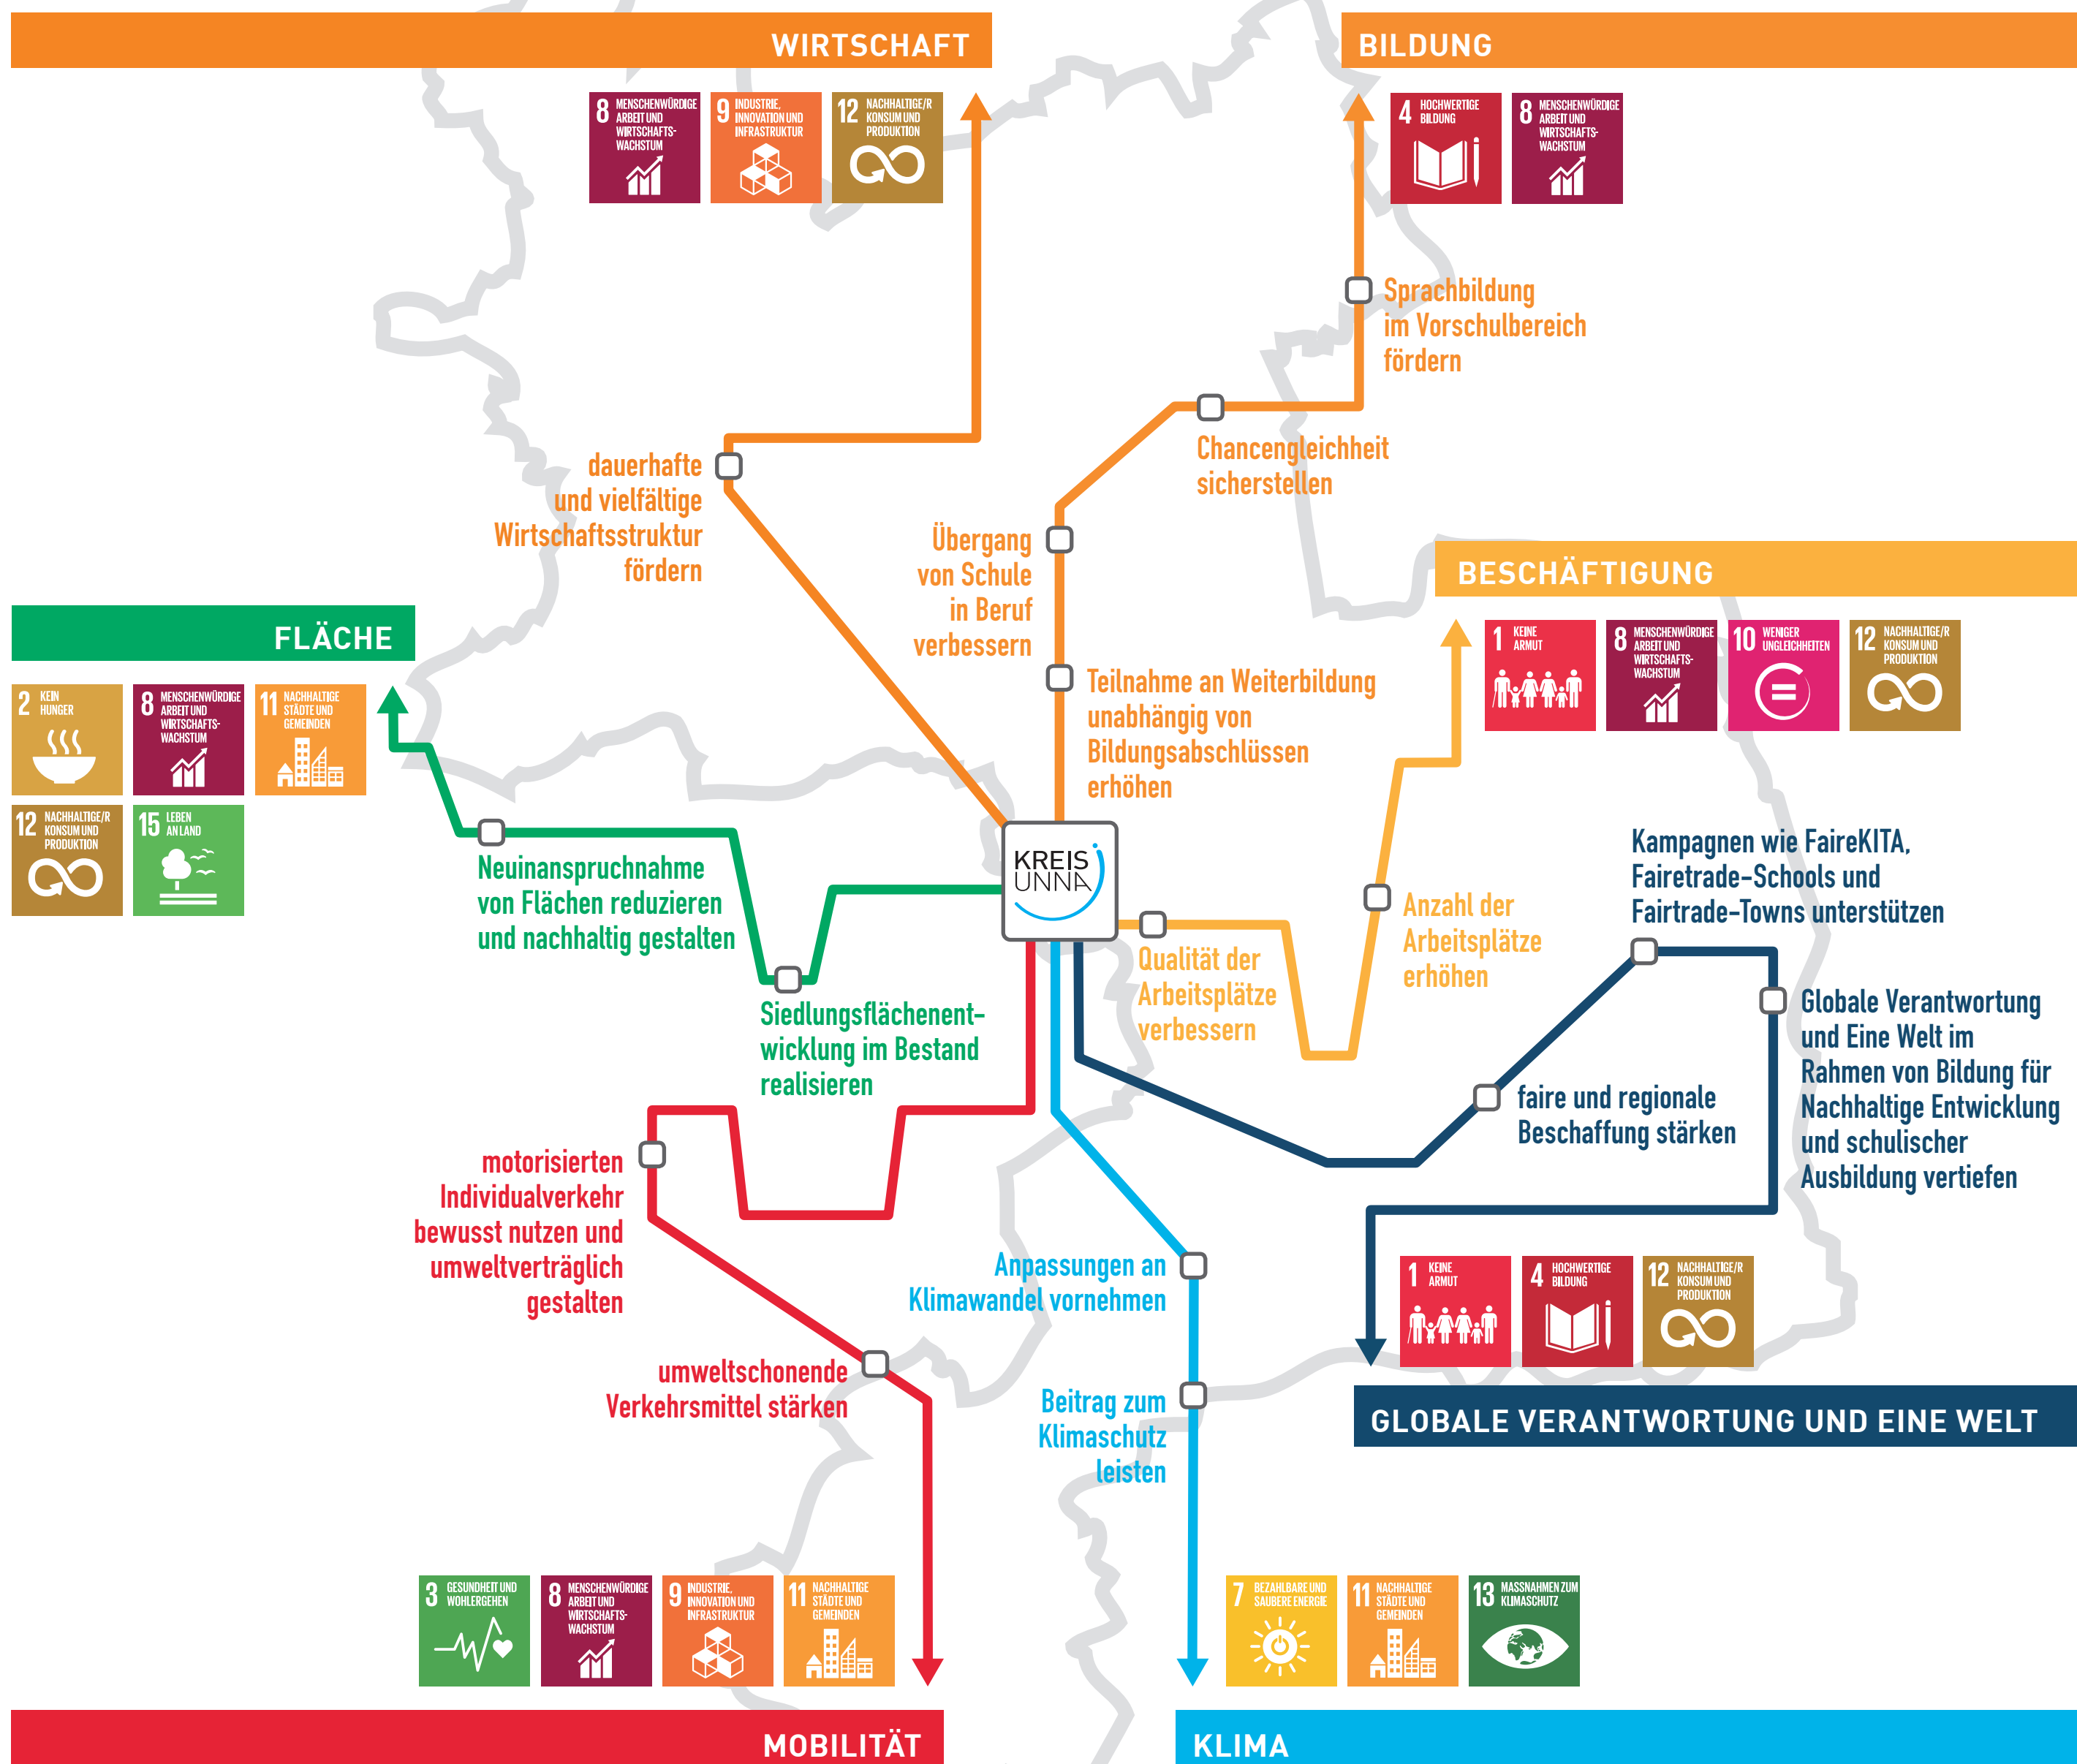 WIRTSCHAFT
8 MENSCHENWÜRDIGE
ARBEIT UND
WIRTSCHAFTS-
WACHSTUM
9 INDUSTRIE,
INNOVATION UND
INFRASTRUKTUR
12 NACHHALTIGE/R
KONSUM UND
PRODUKTION
dauerhafte
und vielfältige
Wirtschaftsstruktur
fördern
BILDUNG
4 HOCHWERTIGE
BILDUNG
8 MENSCHENWÜRDIGE
ARBEIT UND
WIRTSCHAFTS-
WACHSTUM
Sprachbildung
im Vorschulbereich
fördern
Chancengleichheit
sicherstellen
Übergang
von Schule
in Beruf
verbessern
Teilnahme an Weiterbildung
unabhängig von
Bildungsabschlüssen
erhöhen
BESCHÄFTIGUNG
1 KEINE
ARMUT
8 MENSCHENWÜRDIGE
ARBEIT UND
WIRTSCHAFTS-
WACHSTUM
10 WENIGER
UNGLEICHHEITEN
12 NACHHALTIGE/R
KONSUM UND
PRODUKTION
Anzahl der
Arbeitsplätze
erhöhen
Qualität der
Arbeitsplätze
verbessern
FLÄCHE
2 KEIN
HUNGER
8 MENSCHENWÜRDIGE
ARBEIT UND
WIRTSCHAFTS-
WACHSTUM
11 NACHHALTIGE
STÄDTE UND
GEMEINDEN
12 NACHHALTIGE/R
KONSUM UND
PRODUKTION
15 LEBEN
AN LAND
Neuinanspruchnahme
von Flächen reduzieren
und nachhaltig gestalten
Siedlungsflächenent-
wicklung im Bestand
realisieren
KREIS
UNNA
Kampagnen wie FaireKITA,
Fairetrade-Schools und
Fairtrade-Towns unterstützen
Globale Verantwortung
und Eine Welt im
Rahmen von Bildung für
Nachhaltige Entwicklung
und schulischer
Ausbildung vertiefen
faire und regionale
Beschaffung stärken
1 KEINE
ARMUT
4 HOCHWERTIGE
BILDUNG
12 NACHHALTIGE/R
KONSUM UND
PRODUKTION
GLOBALE VERANTWORTUNG UND EINE WELT
motorisierten
Individualverkehr
bewusst nutzen und
umweltverträglich
gestalten
umweltschonende
Verkehrsmittel stärken
3 GESUNDHEIT UND
WOHLERGEHEN
8 MENSCHENWÜRDIGE
ARBEIT UND
WIRTSCHAFTS-
WACHSTUM
9 INDUSTRIE,
INNOVATION UND
INFRASTRUKTUR
11 NACHHALTIGE
STÄDTE UND
GEMEINDEN
MOBILITÄT
Anpassungen an
Klimawandel vornehmen
Beitrag zum
Klimaschutz
leisten
7 BEZAHLBARE UND
SAUBERE ENERGIE
11 NACHHALTIGE
STÄDTE UND
GEMEINDEN
13 MASSNAHMEN ZUM
KLIMASCHUTZ
KLIMA